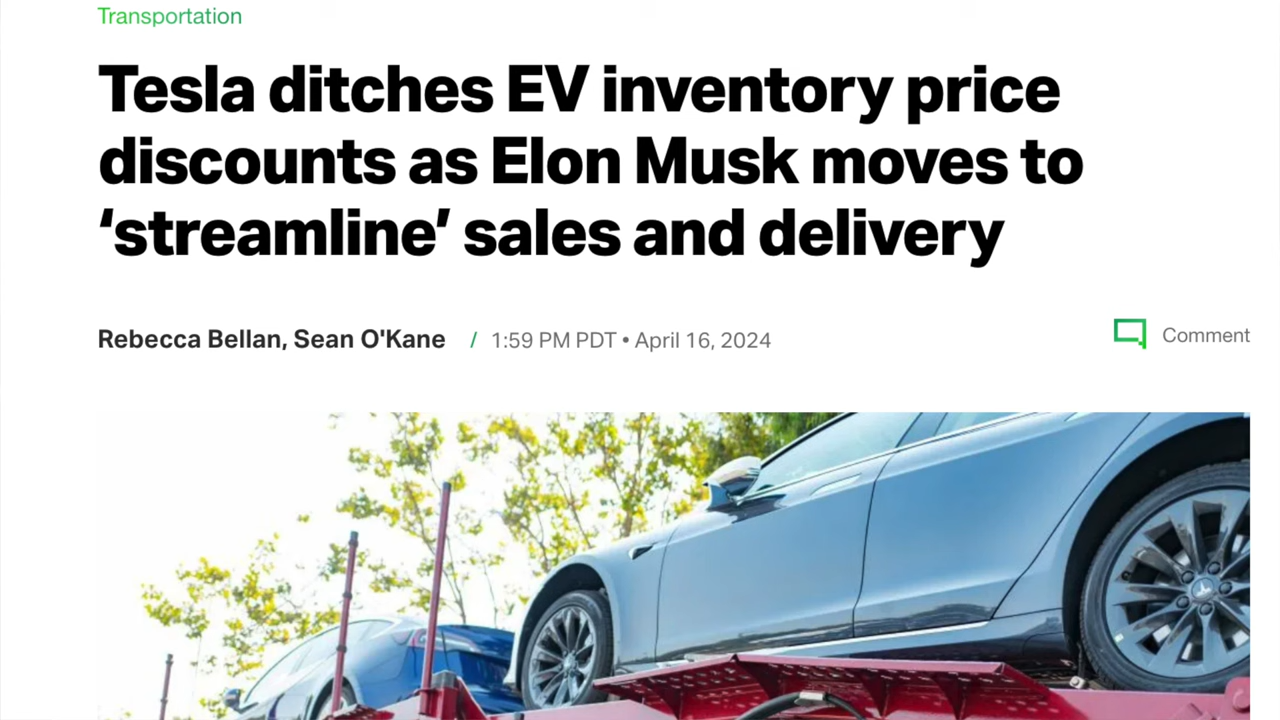 Transportation
Tesla ditches EV inventory price
discounts as Elon Musk moves to
‘streamline’ sales and delivery
Rebecca Bellan, Sean O'Kane / 1:59 PM PDT • April 16, 2024
Comment